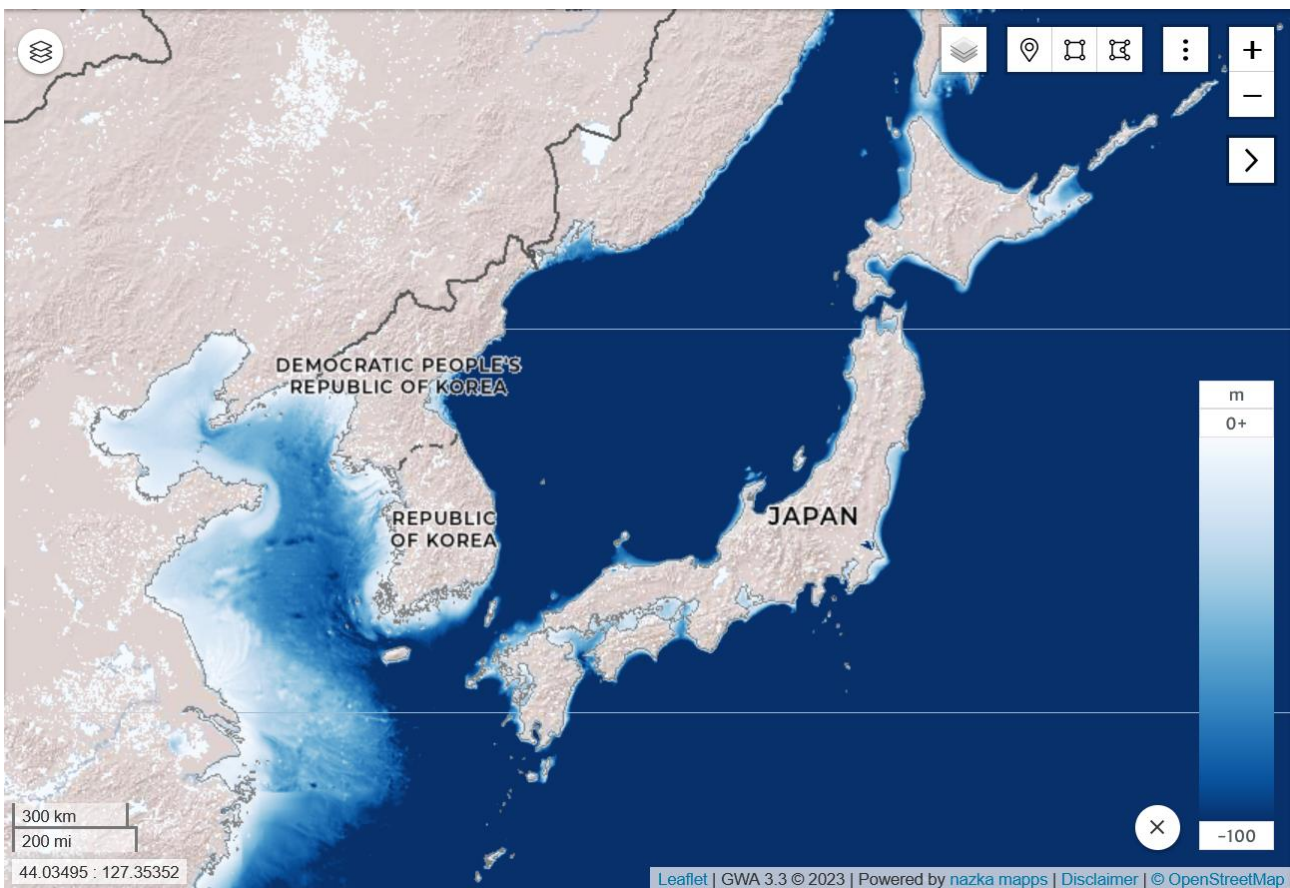 DEMOCRATIC PEOPLE'S
REPUBLIC OF KOREA
REPUBLIC
OF KOREA
JAPAN
m
0+
-100
300 km
200 mi
44.03495 : 127.35352
Leaflet | GWA 3.3 © 2023 | Powered by nazka mapps | Disclaimer | © OpenStreetMap